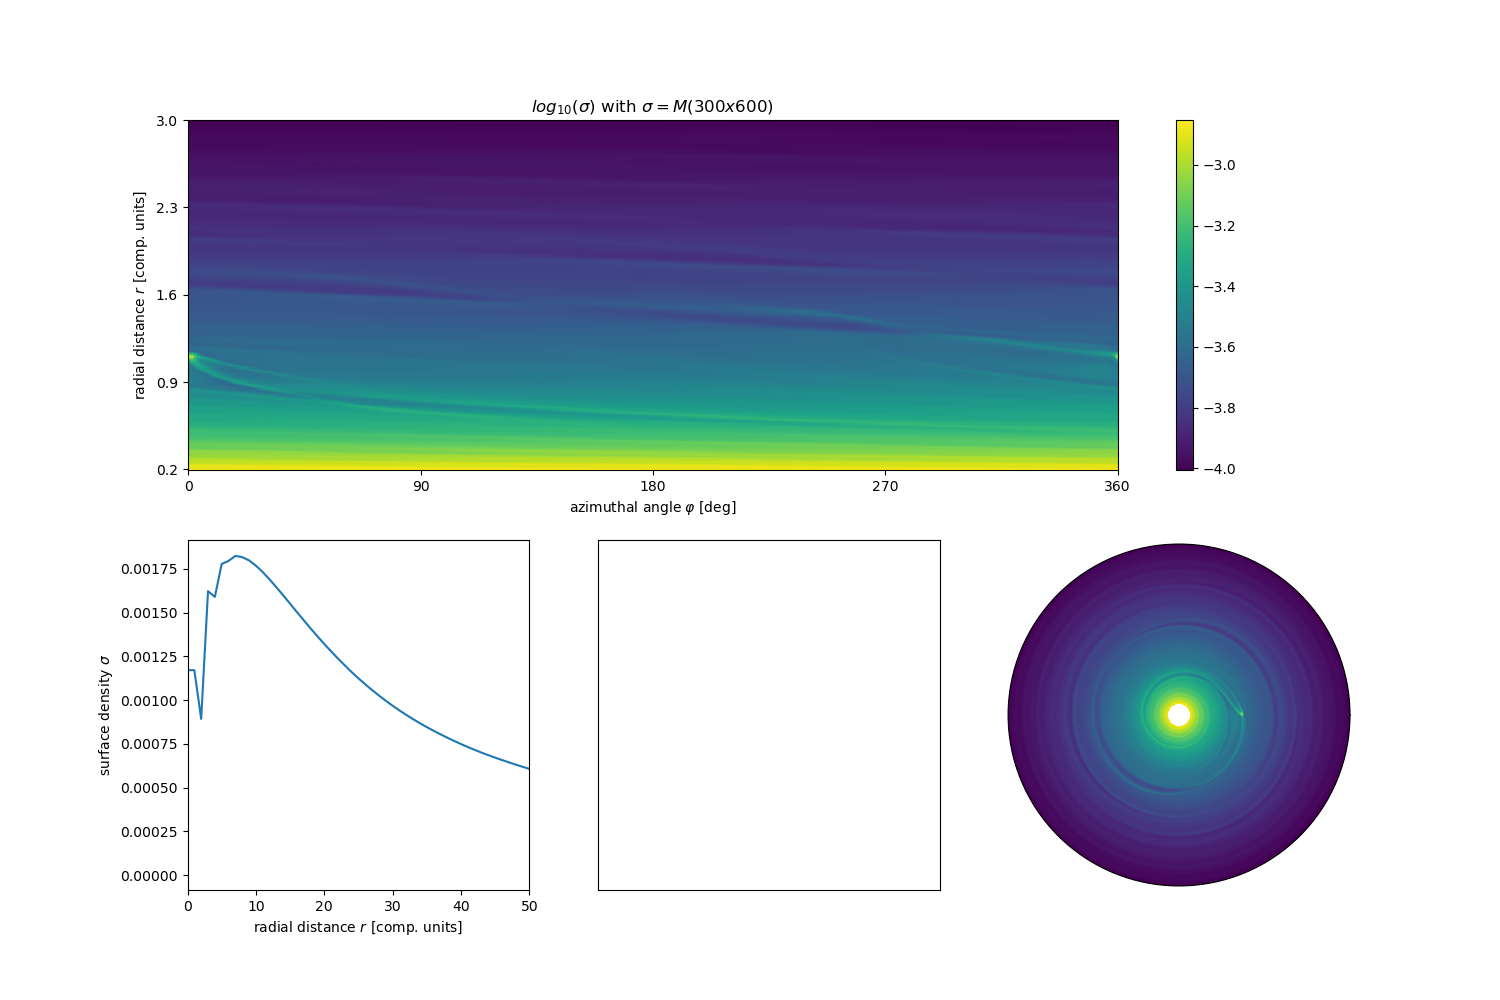 log₁₀(σ) with σ = M(300x600)
3.0
2.3
1.6
0.9
0.2
radial distance r [comp. units]
0 90 180 270 360
azimuthal angle φ [deg]
−3.0
−3.2
−3.4
−3.6
−3.8
−4.0
0.00175
0.00150
0.00125
0.00100
0.00075
0.00050
0.00025
0.00000
surface density σ
0 10 20 30 40 50
radial distance r [comp. units]